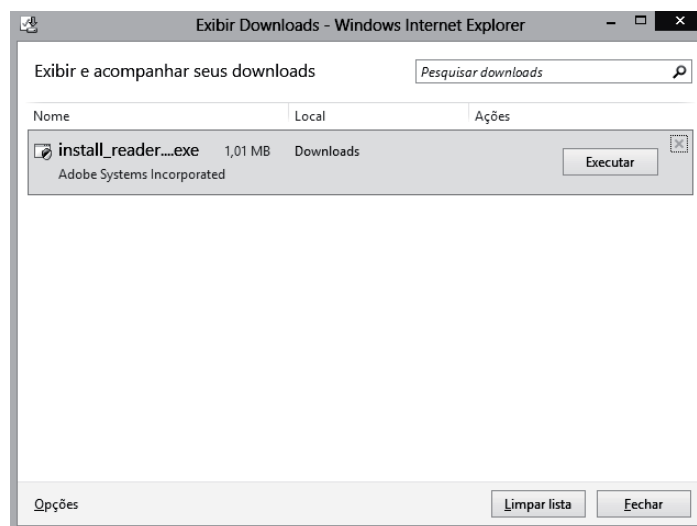 Exibir Downloads - Windows Internet Explorer
Exibir e acompanhar seus downloads
Pesquisar downloads
Nome Local Ações
install_reader....exe 1,01 MB Downloads
Executar
Adobe Systems Incorporated
Opções Limpar lista Fechar